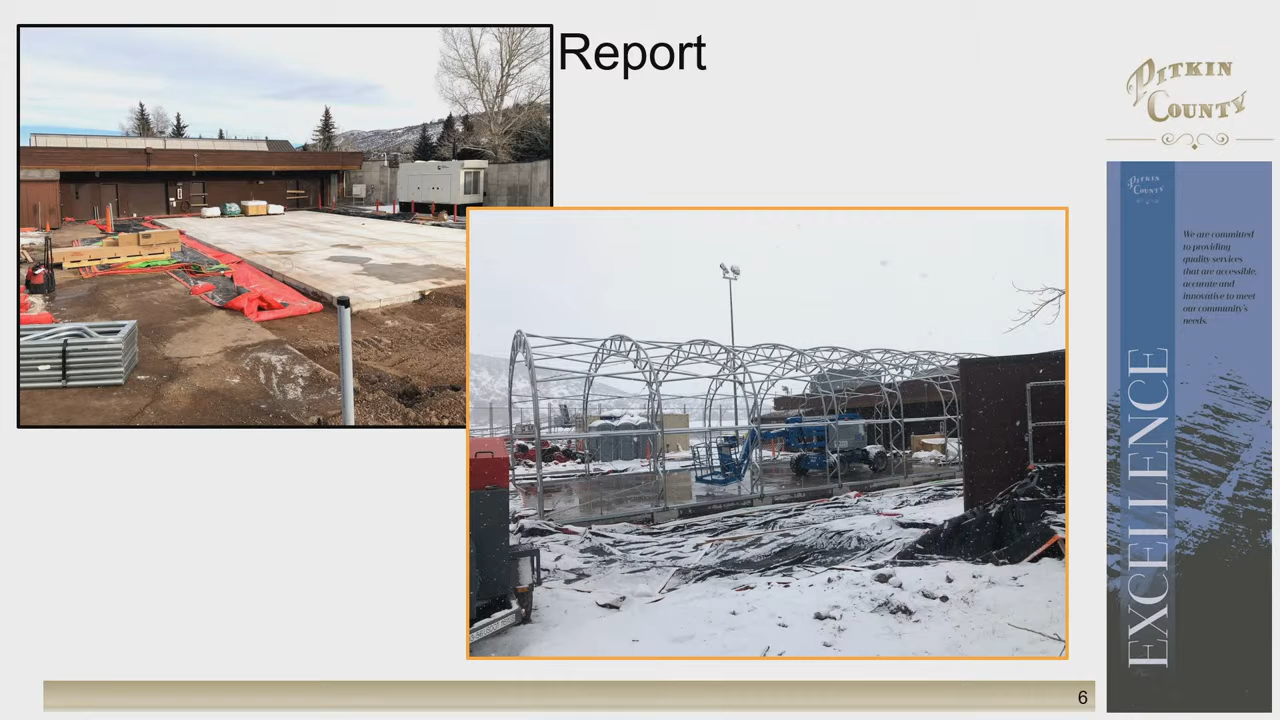 Report
PITKIN
COUNTY
PITKIN
COUNTY
We are committed
to providing
quality services
that are accessible,
accurate and
innovative to meet
our community's
needs.
EXCELLENCE
6